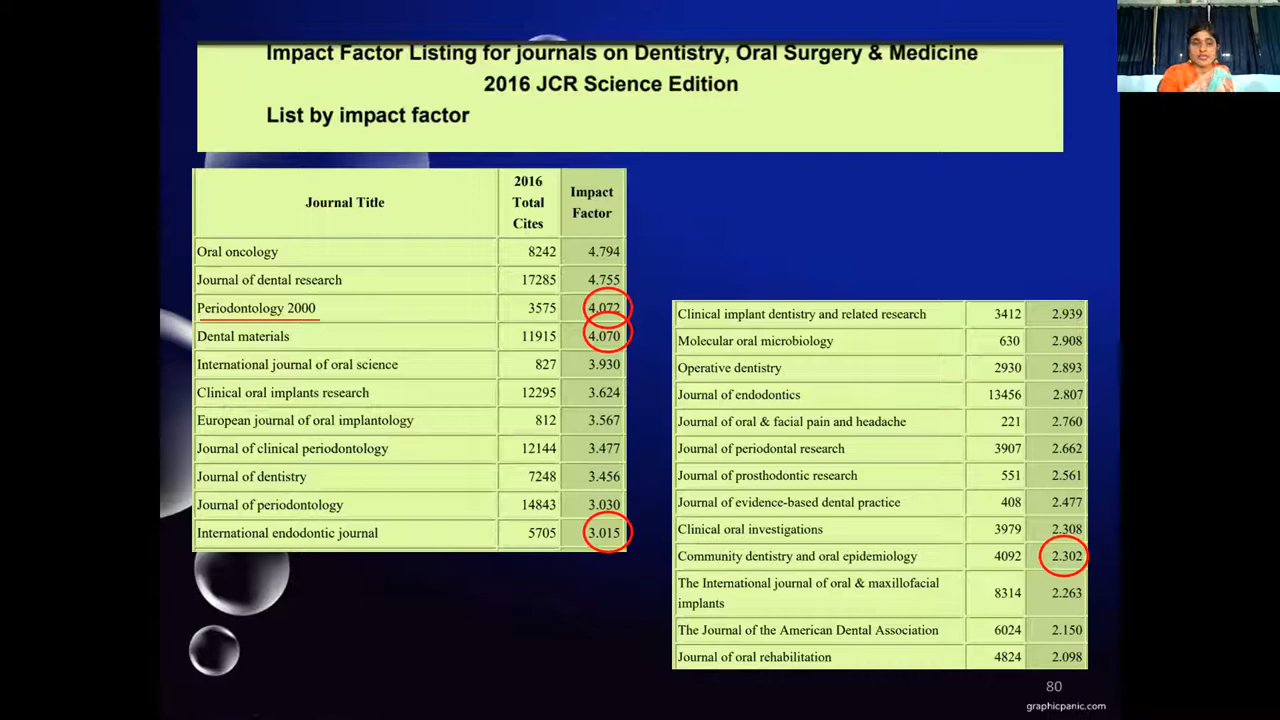 Impact Factor Listing for journals on Dentistry, Oral Surgery & Medicine
2016 JCR Science Edition
List by impact factor
Journal Title 2016 Total Cites Impact Factor
Oral oncology 8242 4.794
Journal of dental research 17285 4.755
Periodontology 2000 3575 4.072
Dental materials 11915 4.070
International journal of oral science 827 3.930
Clinical oral implants research 12295 3.624
European journal of oral implantology 812 3.567
Journal of clinical periodontology 12144 3.477
Journal of dentistry 7248 3.456
Journal of periodontology 14843 3.030
International endodontic journal 5705 3.015
Clinical implant dentistry and related research 3412 2.939
Molecular oral microbiology 630 2.908
Operative dentistry 2930 2.893
Journal of endodontics 13456 2.807
Journal of oral & facial pain and headache 221 2.760
Journal of periodontal research 3907 2.662
Journal of prosthodontic research 551 2.561
Journal of evidence-based dental practice 408 2.477
Clinical oral investigations 3979 2.308
Community dentistry and oral epidemiology 4092 2.302
The International journal of oral & maxillofacial
implants 8314 2.263
The Journal of the American Dental Association 6024 2.150
Journal of oral rehabilitation 4824 2.098
80
graphicpanic.com